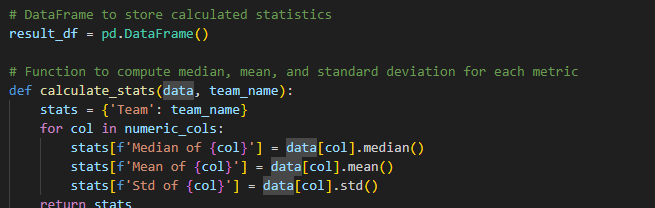 # DataFrame to store calculated statistics
result_df = pd.DataFrame()
# Function to compute median, mean, and standard deviation for each metric
def calculate_stats(data, team_name):
    stats = {'Team': team_name}
    for col in numeric_cols:
        stats[f'Median of {col}'] = data[col].median()
        stats[f'Mean of {col}'] = data[col].mean()
        stats[f'Std of {col}'] = data[col].std()
    return stats